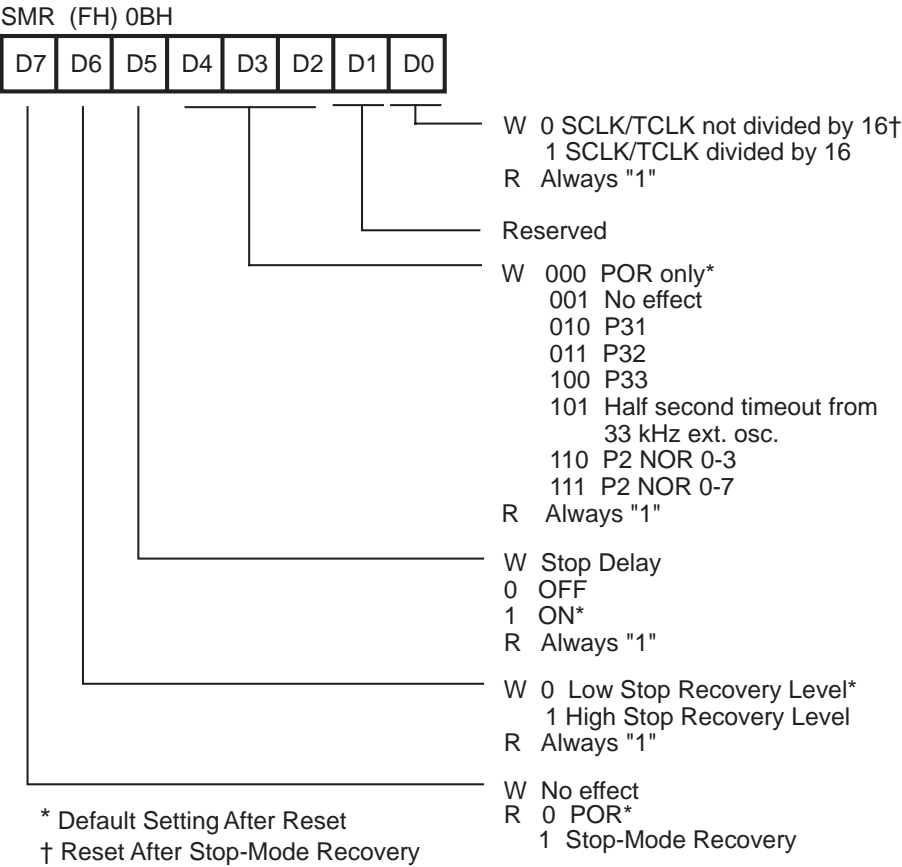 SMR (FH) 0BH
D7 D6 D5 D4 D3 D2 D1 D0
W 0 SCLK/TCLK not divided by 16†
1 SCLK/TCLK divided by 16
R Always "1"
Reserved
W 000 POR only*
001 No effect
010 P31
011 P32
100 P33
101 Half second timeout from
33 kHz ext. osc.
110 P2 NOR 0-3
111 P2 NOR 0-7
R Always "1"
W Stop Delay
0 OFF
1 ON*
R Always "1"
W 0 Low Stop Recovery Level*
1 High Stop Recovery Level
R Always "1"
W No effect
R 0 POR*
1 Stop-Mode Recovery
* Default Setting After Reset
† Reset After Stop-Mode Recovery